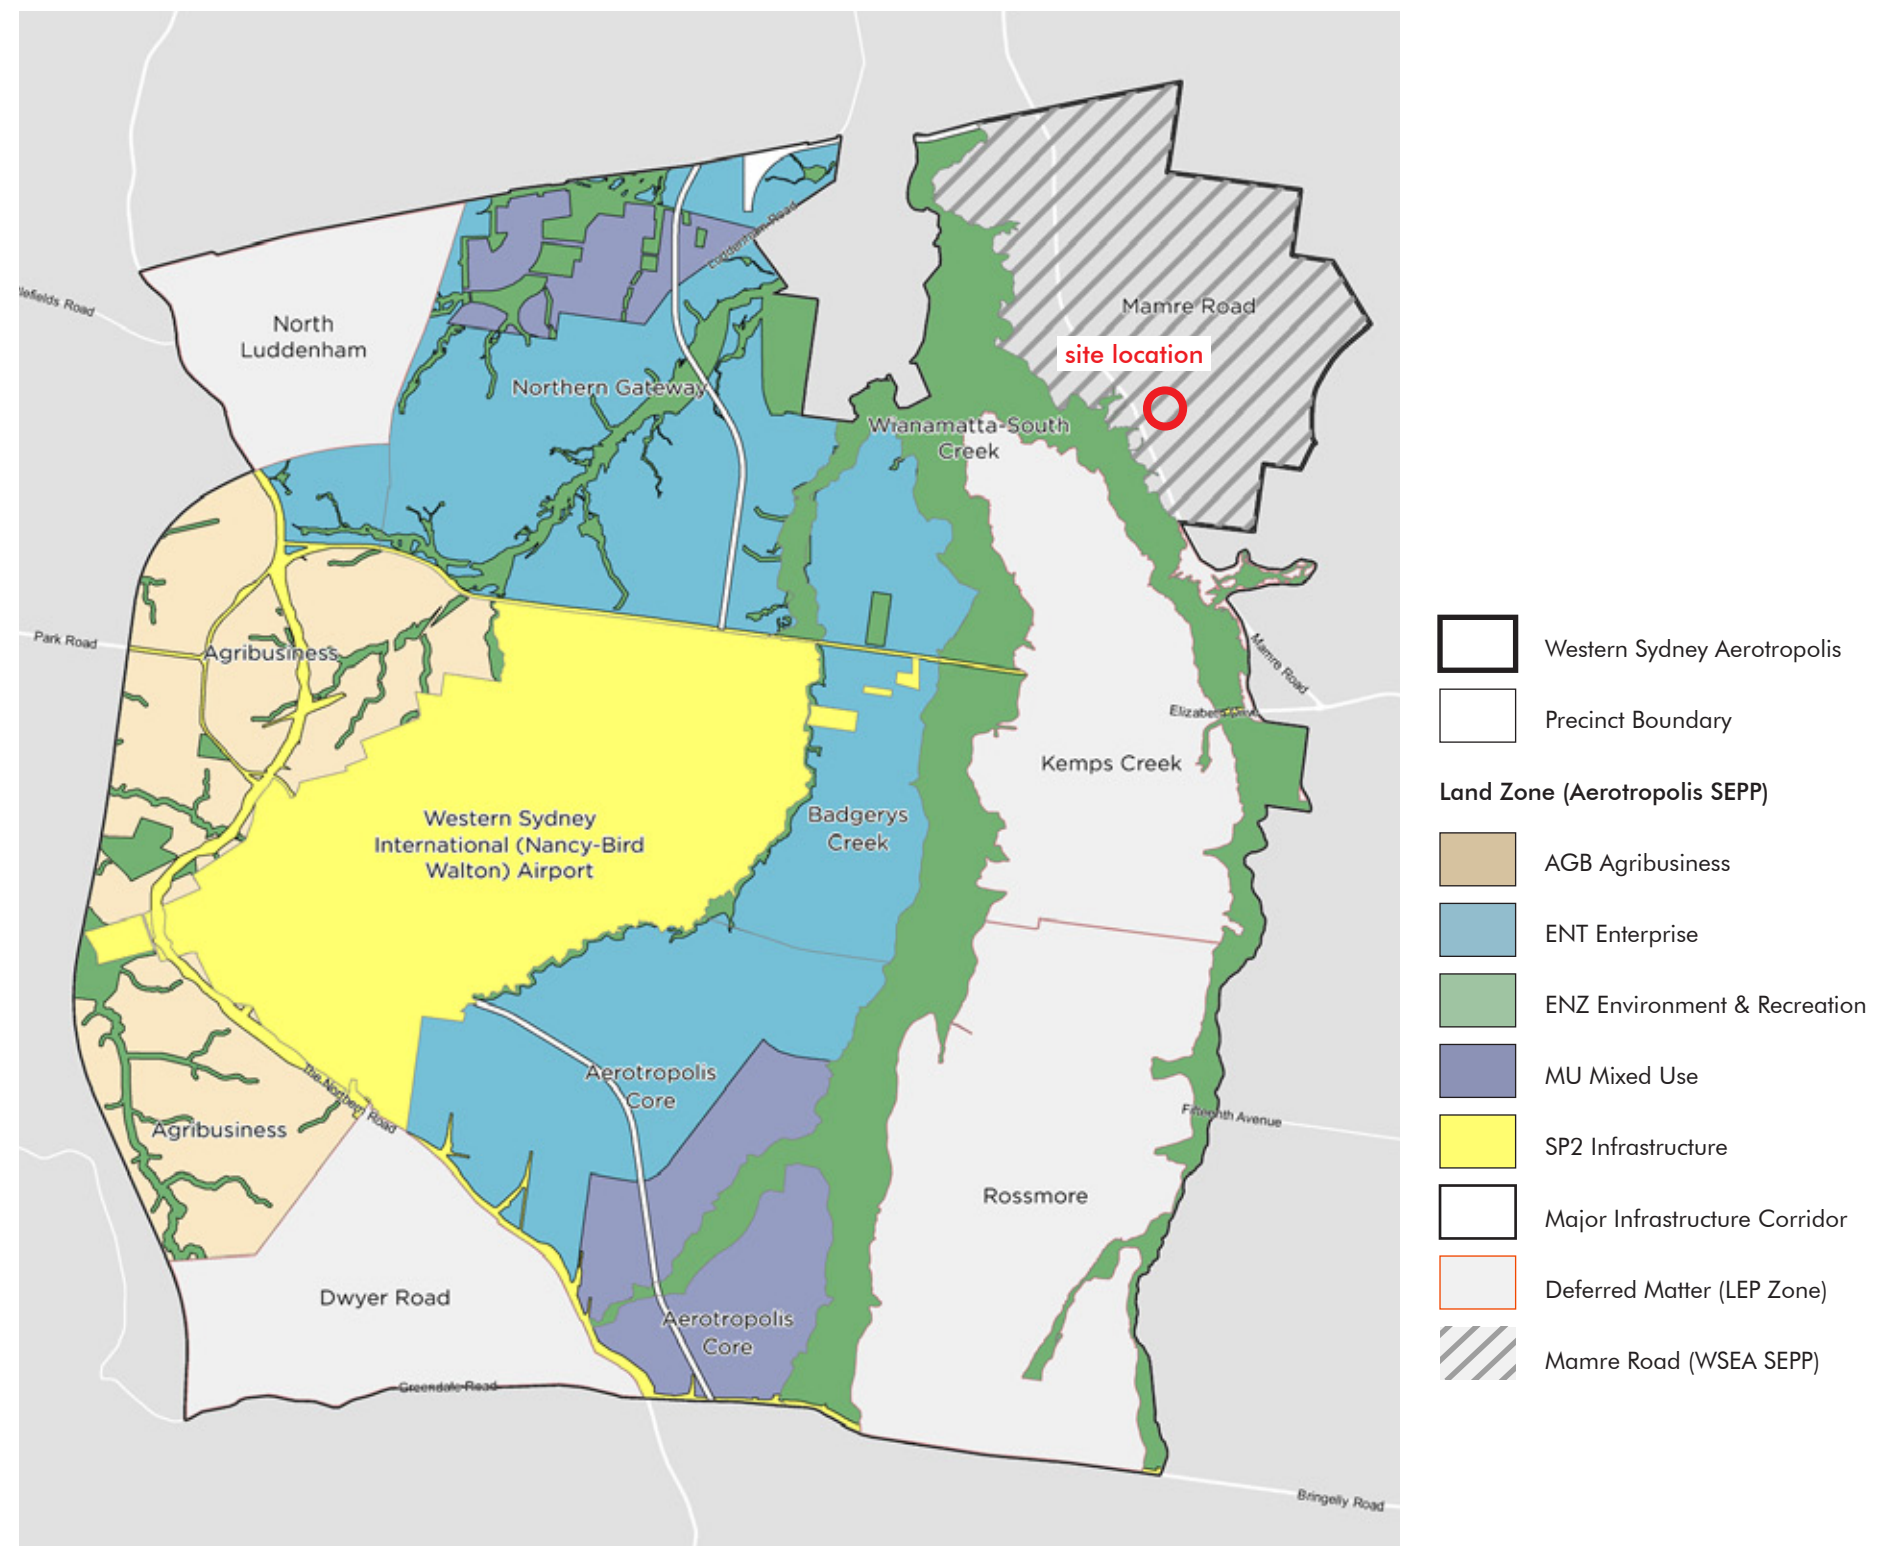 Mamre Road
site location
North
Luddenham
Luddenham Road
Northern Gateway
Wianamatta-South
Creek
Park Road
Agribusiness
Mamre Road
Elizabeth Drive
Kemps Creek
Western Sydney
International (Nancy-Bird
Walton) Airport
Badgerys
Creek
Aerotropolis
Core
The Northern Road
Agribusiness
Fifteenth Avenue
Rossmore
Dwyer Road
Aerotropolis
Core
Greendale Road
Bringelly Road
Western Sydney Aerotropolis
Precinct Boundary
Land Zone (Aerotropolis SEPP)
AGB Agribusiness
ENT Enterprise
ENZ Environment & Recreation
MU Mixed Use
SP2 Infrastructure
Major Infrastructure Corridor
Deferred Matter (LEP Zone)
Mamre Road (WSEA SEPP)